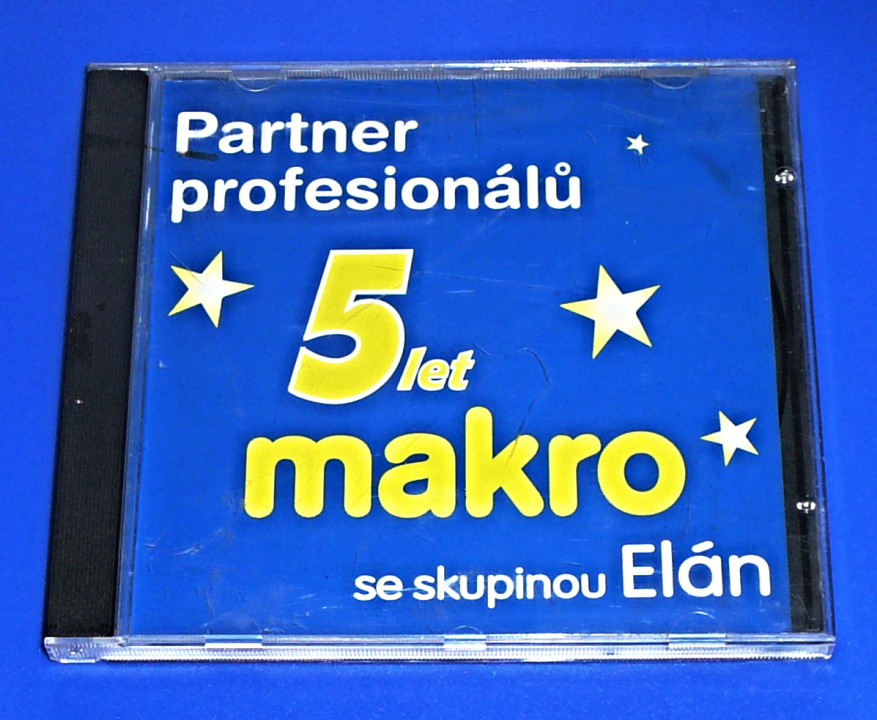 Partner
profesionálů
5 let
makro
se skupinou Elán